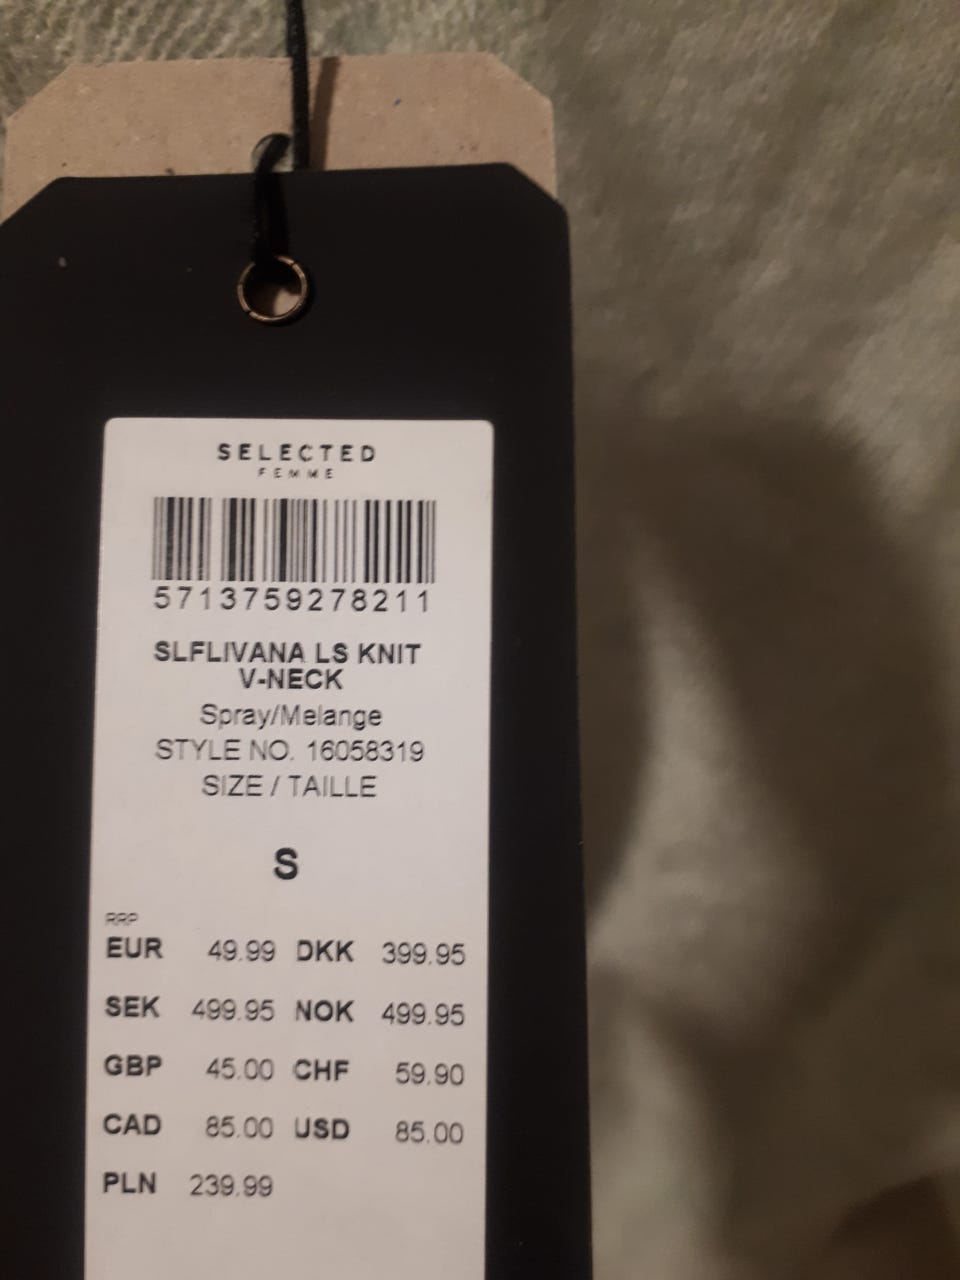 SELECTED
FEMME
5713759278211
SLFLIVANA LS KNIT
V-NECK
Spray/Melange
STYLE NO. 16058319
SIZE / TAILLE
S
RRP
EUR 49.99 DKK 399.95
SEK 499.95 NOK 499.95
GBP 45.00 CHF 59.90
CAD 85.00 USD 85.00
PLN 239.99